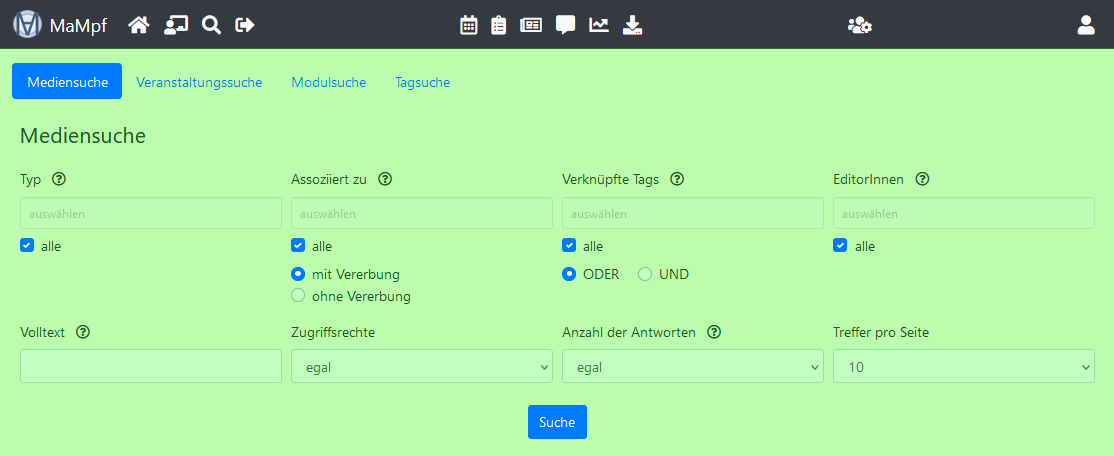 MaMpf
Mediensuche Veranstaltungssuche Modulsuche Tagsuche
Mediensuche
Typ Assoziiert zu Verknüpfte Tags EditorInnen
auswählen auswählen auswählen auswählen
alle alle alle alle
mit Vererbung ODER UND
ohne Vererbung
Volltext Zugriffsrechte Anzahl der Antworten Treffer pro Seite
egal egal 10
Suche